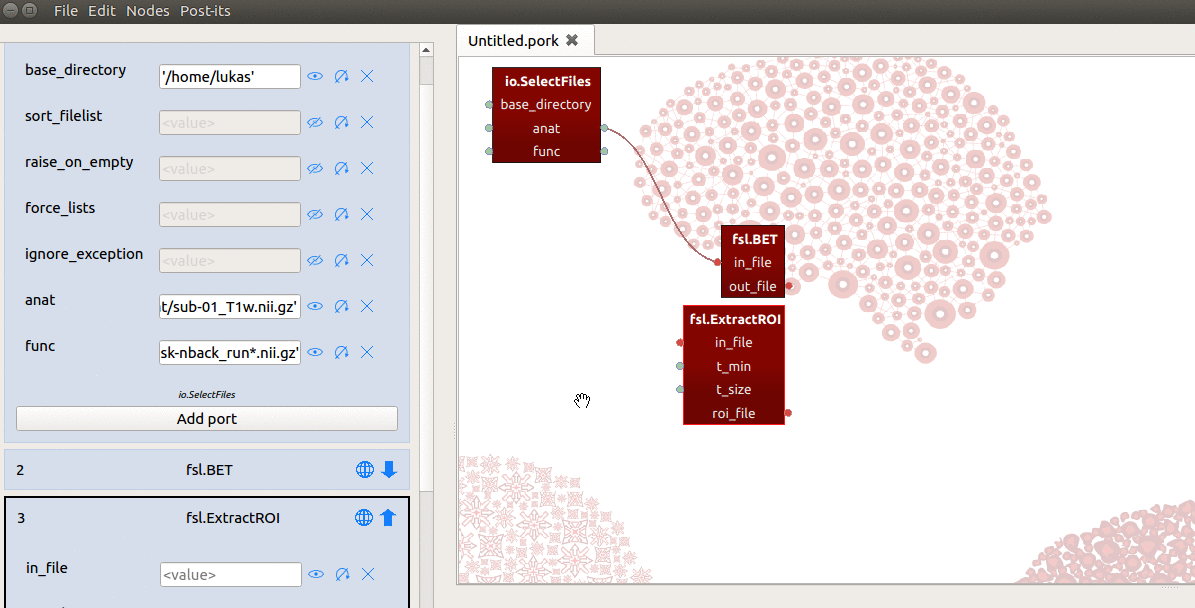 File Edit Nodes Post-its
Untitled.pork
base_directory '/home/lukas'
sort_filelist <value>
raise_on_empty <value>
force_lists <value>
ignore_exception <value>
anat t/sub-01_T1w.nii.gz'
func sk-nback_run*.nii.gz'
io.SelectFiles
Add port
2 fsl.BET
3 fsl.ExtractROI
in_file <value>
io.SelectFiles
base_directory
anat
func
fsl.BET
in_file
out_file
fsl.ExtractROI
in_file
t_min
t_size
roi_file